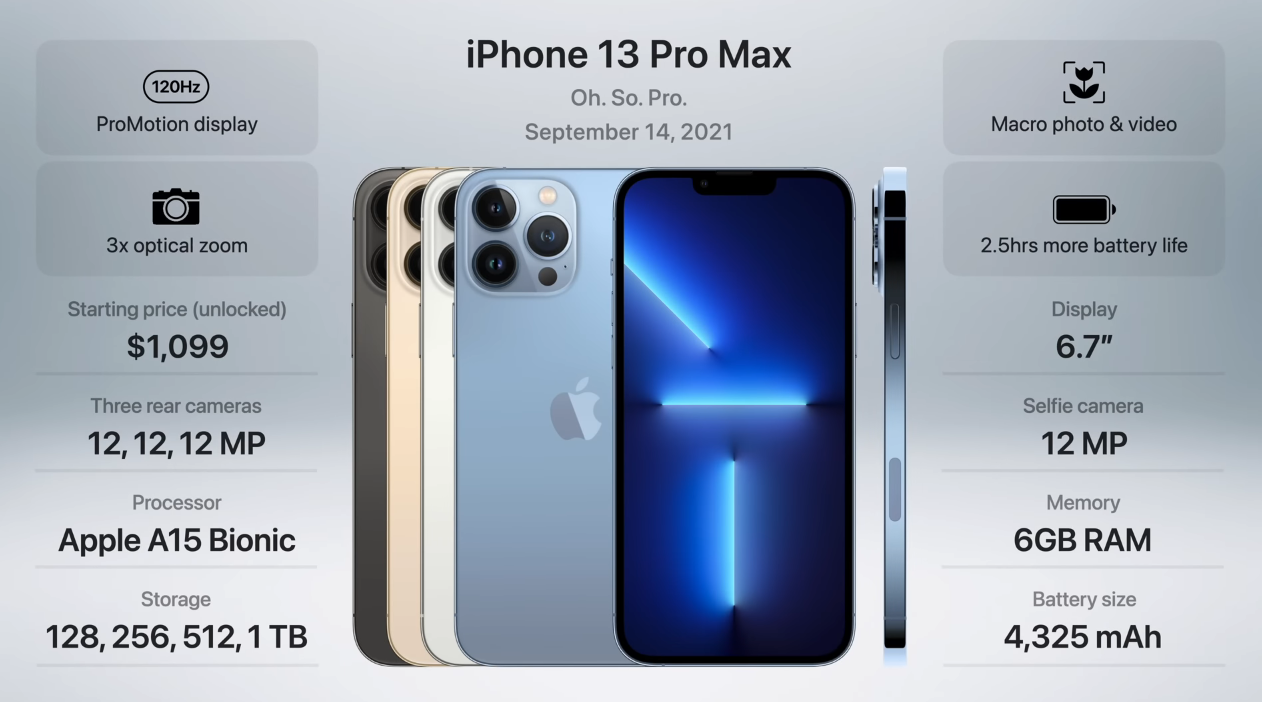 iPhone 13 Pro Max
Oh. So. Pro.
September 14, 2021
120Hz
ProMotion display
3x optical zoom
Starting price (unlocked)
$1,099
Three rear cameras
12, 12, 12 MP
Processor
Apple A15 Bionic
Storage
128, 256, 512, 1 TB
Macro photo & video
2.5hrs more battery life
Display
6.7”
Selfie camera
12 MP
Memory
6GB RAM
Battery size
4,325 mAh